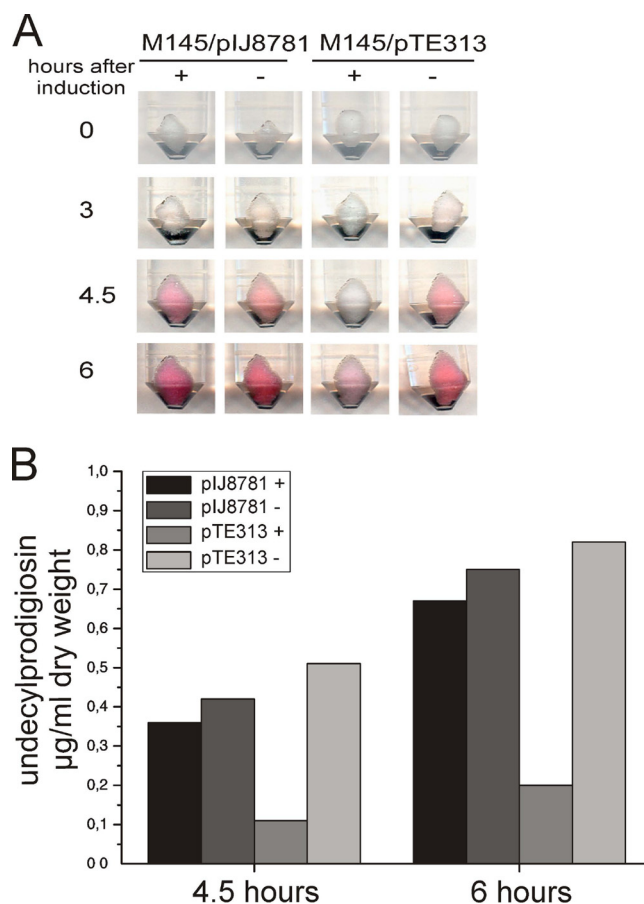 A
M145/pIJ8781 M145/pTE313
hours after
induction
+ - + -
0
3
4.5
6
B
pIJ8781 +
pIJ8781 -
pTE313 +
pTE313 -
undecylprodigiosin
µg/ml dry weight
1,0
0,9
0,8
0,7
0,6
0,5
0,4
0,3
0,2
0,1
0 0
4.5 hours 6 hours